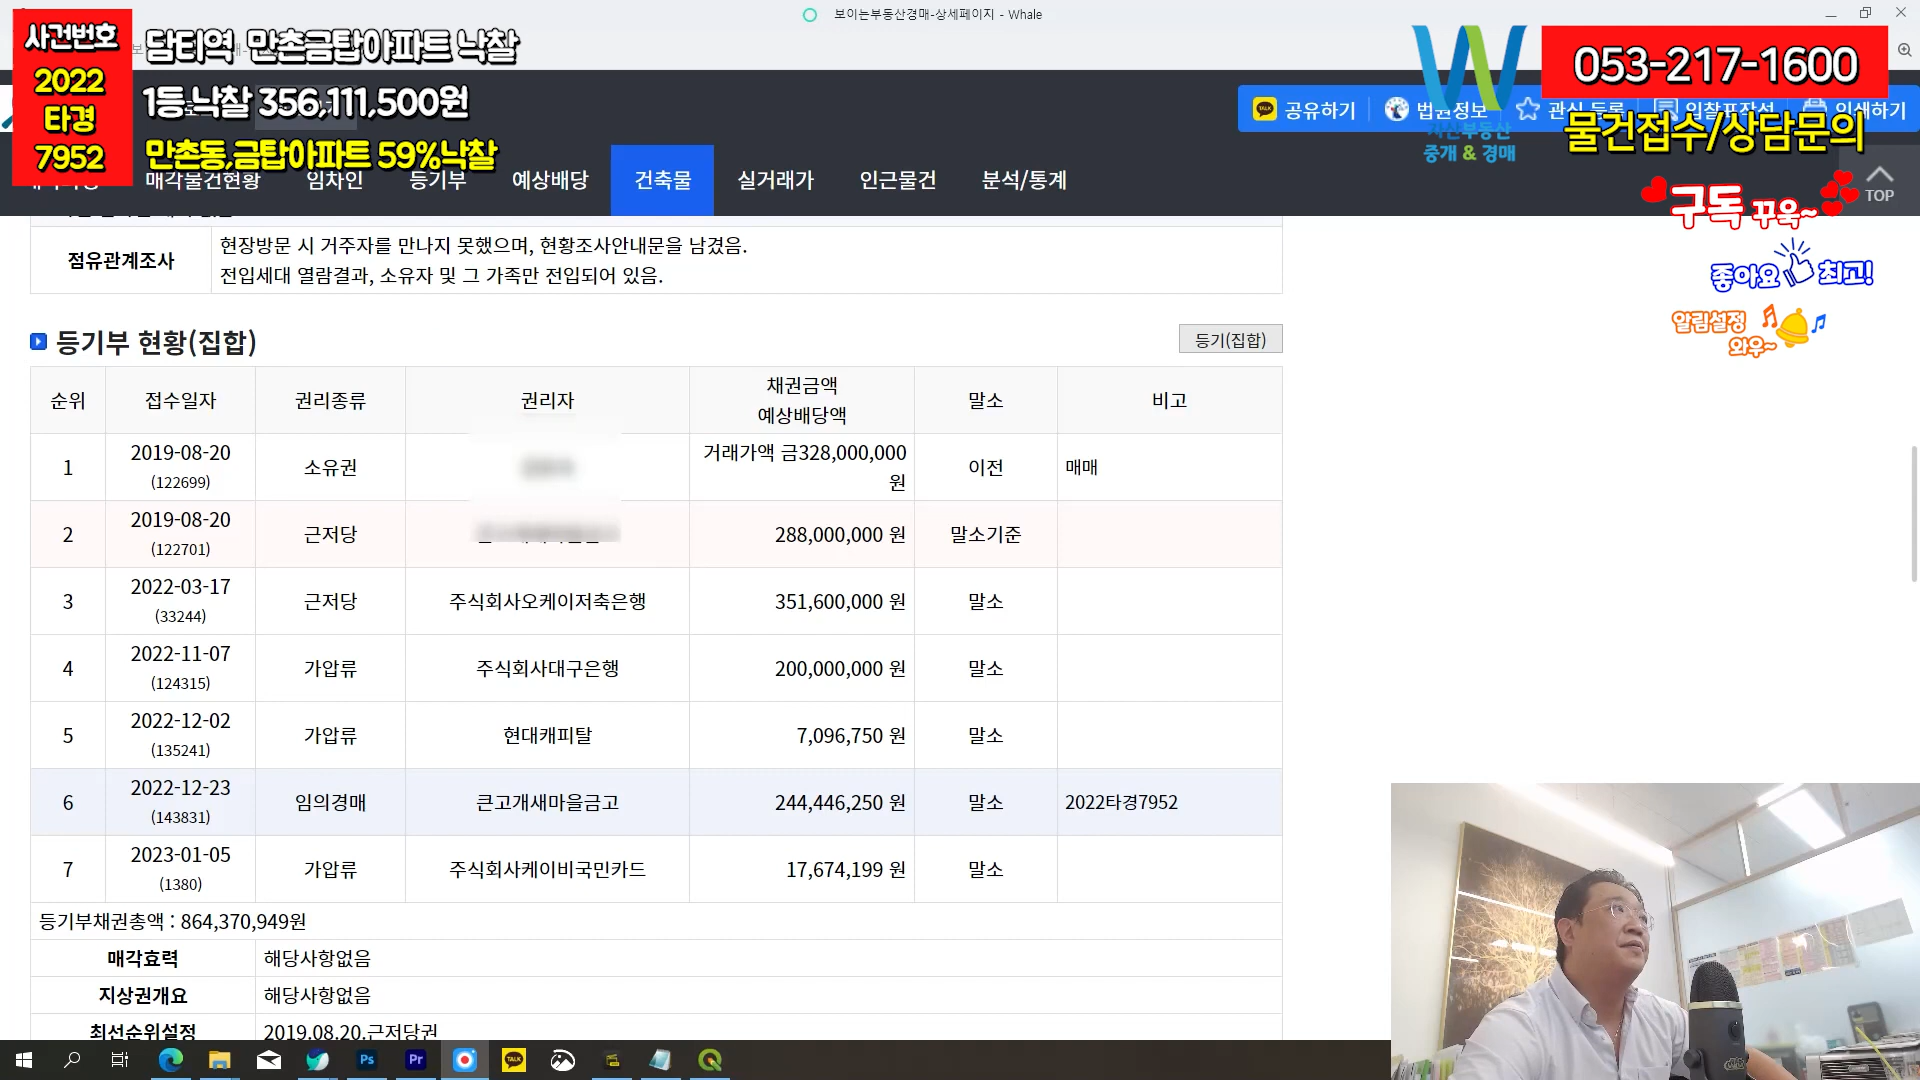 보이는부동산경매-상세페이지 - Whale
사건번호
2022
타경
7952
담티역 만촌금탑아파트 낙찰
1등 낙찰 356,111,500원
만촌동,금탑아파트 59%낙찰
053-217-1600
물건접수/상담문의
중개 & 경매
TALK 공유하기
법원정보
관심 등록
입찰표작성
인쇄하기
매각물건현황
임차인
등기부
예상배당
건축물
실거래가
인근물건
분석/통계
TOP
구독 꾸욱~
좋아요 최고!
알림설정
와우~
점유관계조사
현장방문 시 거주자를 만나지 못했으며, 현황조사안내문을 남겼음.
전입세대 열람결과, 소유자 및 그 가족만 전입되어 있음.
등기부 현황(집합)
등기(집합)
순위 접수일자 권리종류 권리자 채권금액 말소 비고
예상배당액
1 2019-08-20 (122699) 소유권 거래가액 금328,000,000 원 이전 매매
2 2019-08-20 (122701) 근저당 288,000,000 원 말소기준
3 2022-03-17 (33244) 근저당 주식회사오케이저축은행 351,600,000 원 말소
4 2022-11-07 (124315) 가압류 주식회사대구은행 200,000,000 원 말소
5 2022-12-02 (135241) 가압류 현대캐피탈 7,096,750 원 말소
6 2022-12-23 (143831) 임의경매 큰고개새마을금고 244,446,250 원 말소 2022타경7952
7 2023-01-05 (1380) 가압류 주식회사케이비국민카드 17,674,199 원 말소
등기부채권총액 : 864,370,949원
매각효력 해당사항없음
지상권개요 해당사항없음
최선순위설정 2019.08.20.근저당권
Ps
Pr
TALK